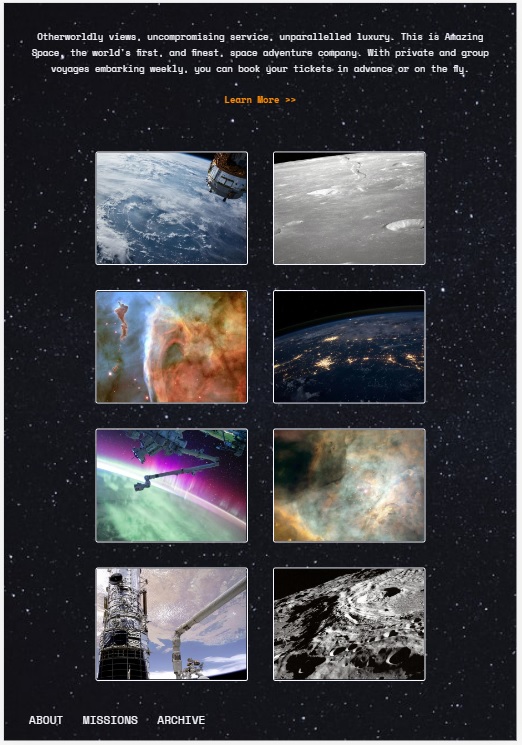 Otherworldly views, uncompromising service, unparallelled luxury. This is Amazing
Space, the world's first, and finest, space adventure company. With private and group
voyages embarking weekly, you can book your tickets in advance or on the fly.
Learn More >>
ABOUT MISSIONS ARCHIVE